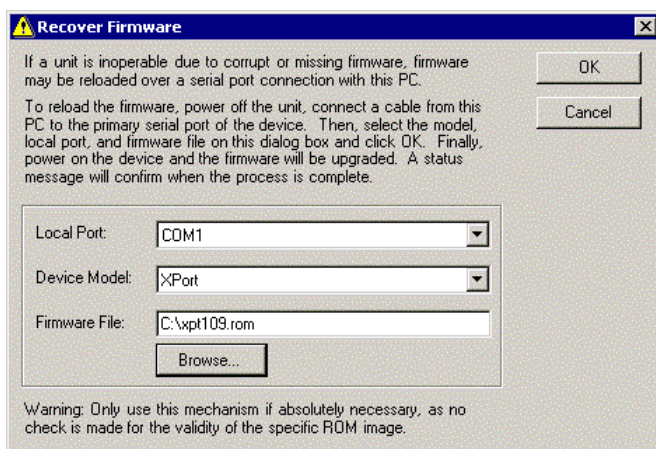 Recover Firmware
If a unit is inoperable due to corrupt or missing firmware, firmware
may be reloaded over a serial port connection with this PC.
OK
To reload the firmware, power off the unit, connect a cable from this
PC to the primary serial port of the device. Then, select the model,
local port, and firmware file on this dialog box and click OK. Finally,
power on the device and the firmware will be upgraded. A status
message will confirm when the process is complete.
Cancel
Local Port: COM1
Device Model: XPort
Firmware File: C:\xpt109.rom
Browse...
Warning: Only use this mechanism if absolutely necessary, as no
check is made for the validity of the specific ROM image.